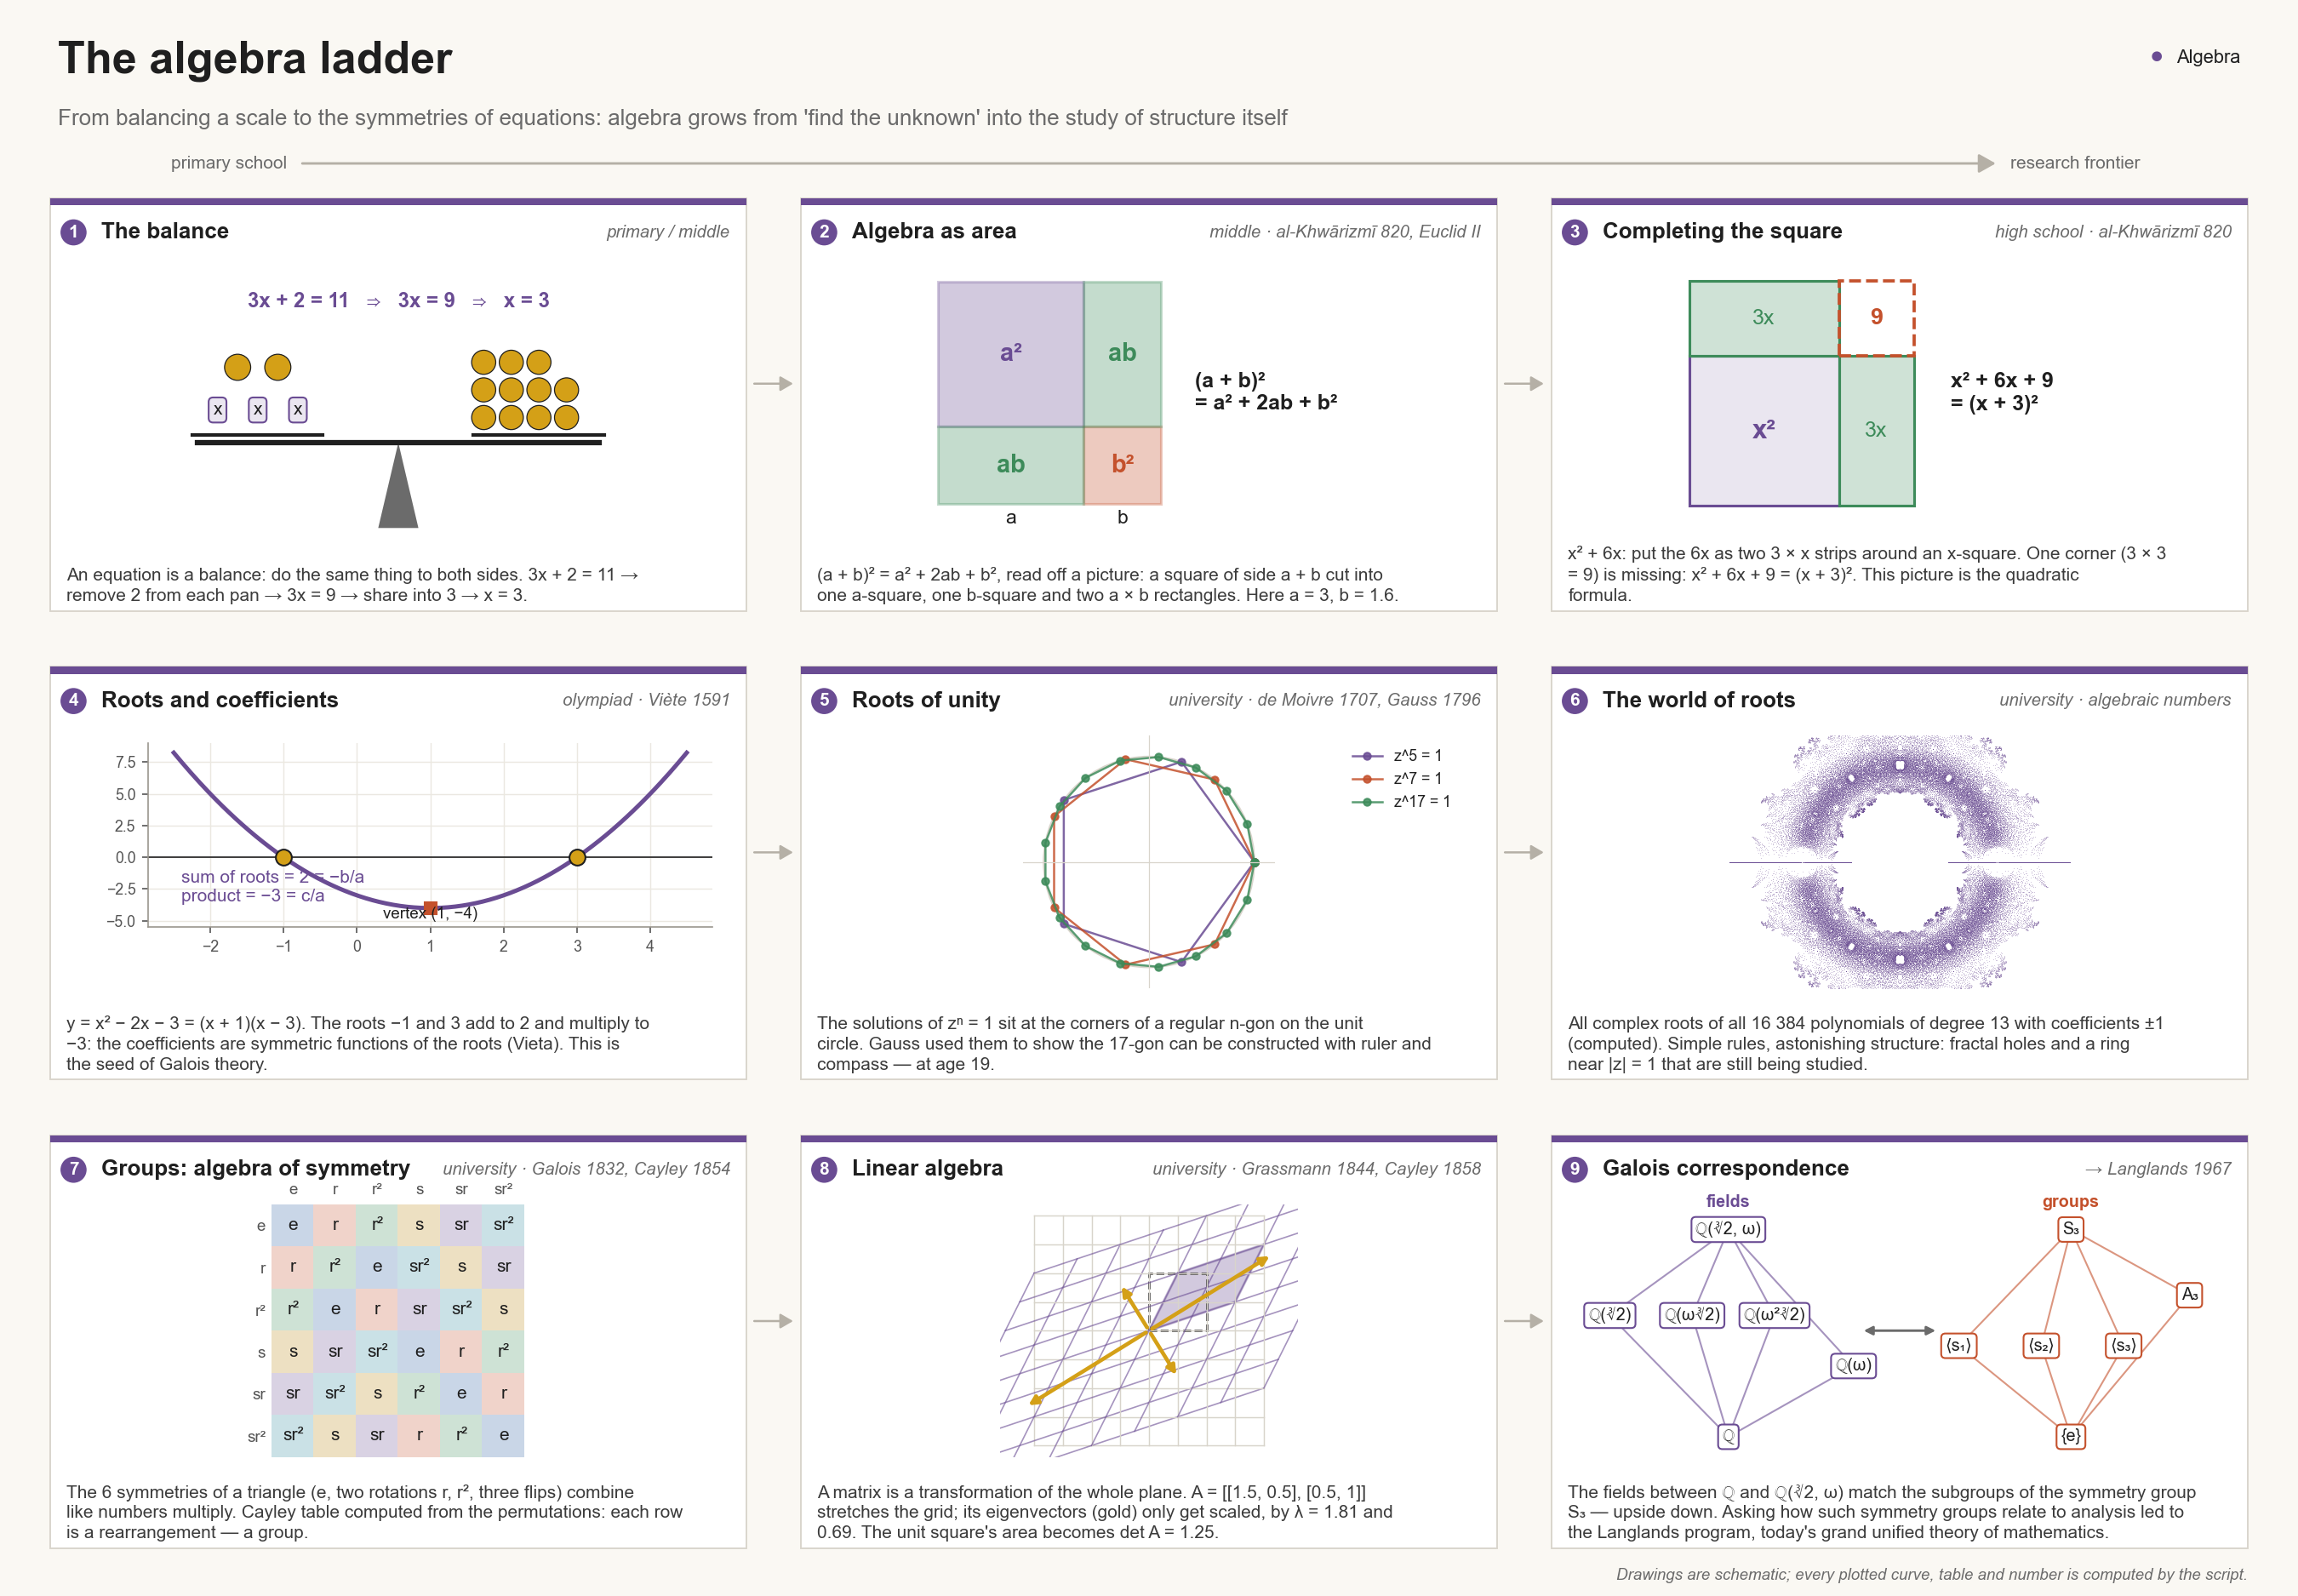 The algebra ladder
Algebra
From balancing a scale to the symmetries of equations: algebra grows from 'find the unknown' into the study of structure itself
primary school
research frontier
1 The balance primary / middle
3x + 2 = 11 ⇒ 3x = 9 ⇒ x = 3
x x x
An equation is a balance: do the same thing to both sides. 3x + 2 = 11 →
remove 2 from each pan → 3x = 9 → share into 3 → x = 3.
2 Algebra as area middle · al-Khwārizmī 820, Euclid II
a² ab
(a + b)²
= a² + 2ab + b²
ab b²
a b
(a + b)² = a² + 2ab + b², read off a picture: a square of side a + b cut into
one a-square, one b-square and two a × b rectangles. Here a = 3, b = 1.6.
3 Completing the square high school · al-Khwārizmī 820
3x 9
x² + 6x + 9
= (x + 3)²
x² 3x
x² + 6x: put the 6x as two 3 × x strips around an x-square. One corner (3 × 3
= 9) is missing: x² + 6x + 9 = (x + 3)². This picture is the quadratic
formula.
4 Roots and coefficients olympiad · Viète 1591
7.5
5.0
2.5
0.0
−2.5
−5.0
sum of roots = 2 = −b/a
product = −3 = c/a
vertex (1, −4)
−2 −1 0 1 2 3 4
y = x² − 2x − 3 = (x + 1)(x − 3). The roots −1 and 3 add to 2 and multiply to
−3: the coefficients are symmetric functions of the roots (Vieta). This is
the seed of Galois theory.
5 Roots of unity university · de Moivre 1707, Gauss 1796
z^5 = 1
z^7 = 1
z^17 = 1
The solutions of zⁿ = 1 sit at the corners of a regular n-gon on the unit
circle. Gauss used them to show the 17-gon can be constructed with ruler and
compass — at age 19.
6 The world of roots university · algebraic numbers
All complex roots of all 16 384 polynomials of degree 13 with coefficients ±1
(computed). Simple rules, astonishing structure: fractal holes and a ring
near |z| = 1 that are still being studied.
7 Groups: algebra of symmetry university · Galois 1832, Cayley 1854
e r r² s sr sr²
e e r r² s sr sr²
r r r² e sr² s sr
r² r² e r sr sr² s
s s sr sr² e r r²
sr sr sr² s r² e r
sr² sr² s sr r r² e
The 6 symmetries of a triangle (e, two rotations r, r², three flips) combine
like numbers multiply. Cayley table computed from the permutations: each row
is a rearrangement — a group.
8 Linear algebra university · Grassmann 1844, Cayley 1858
A matrix is a transformation of the whole plane. A = [[1.5, 0.5], [0.5, 1]]
stretches the grid; its eigenvectors (gold) only get scaled, by λ = 1.81 and
0.69. The unit square's area becomes det A = 1.25.
9 Galois correspondence → Langlands 1967
fields groups
ℚ(∛2, ω) S₃
A₃
ℚ(∛2) ℚ(ω∛2) ℚ(ω²∛2)
⟨s₁⟩ ⟨s₂⟩ ⟨s₃⟩
ℚ(ω)
ℚ {e}
The fields between ℚ and ℚ(∛2, ω) match the subgroups of the symmetry group
S₃ — upside down. Asking how such symmetry groups relate to analysis led to
the Langlands program, today's grand unified theory of mathematics.
Drawings are schematic; every plotted curve, table and number is computed by the script.